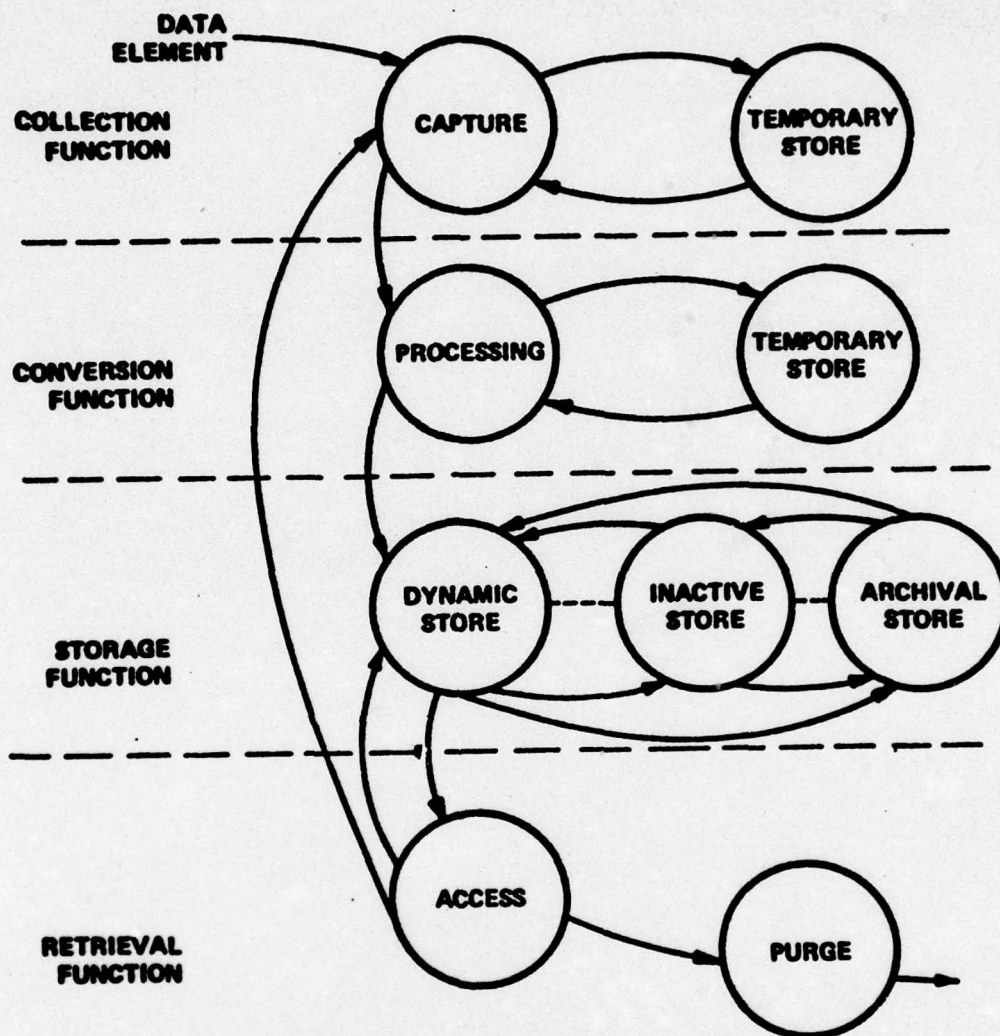 DATA
ELEMENT
COLLECTION
FUNCTION
CAPTURE
TEMPORARY
STORE
CONVERSION
FUNCTION
PROCESSING
TEMPORARY
STORE
STORAGE
FUNCTION
DYNAMIC
STORE
INACTIVE
STORE
ARCHIVAL
STORE
RETRIEVAL
FUNCTION
ACCESS
PURGE